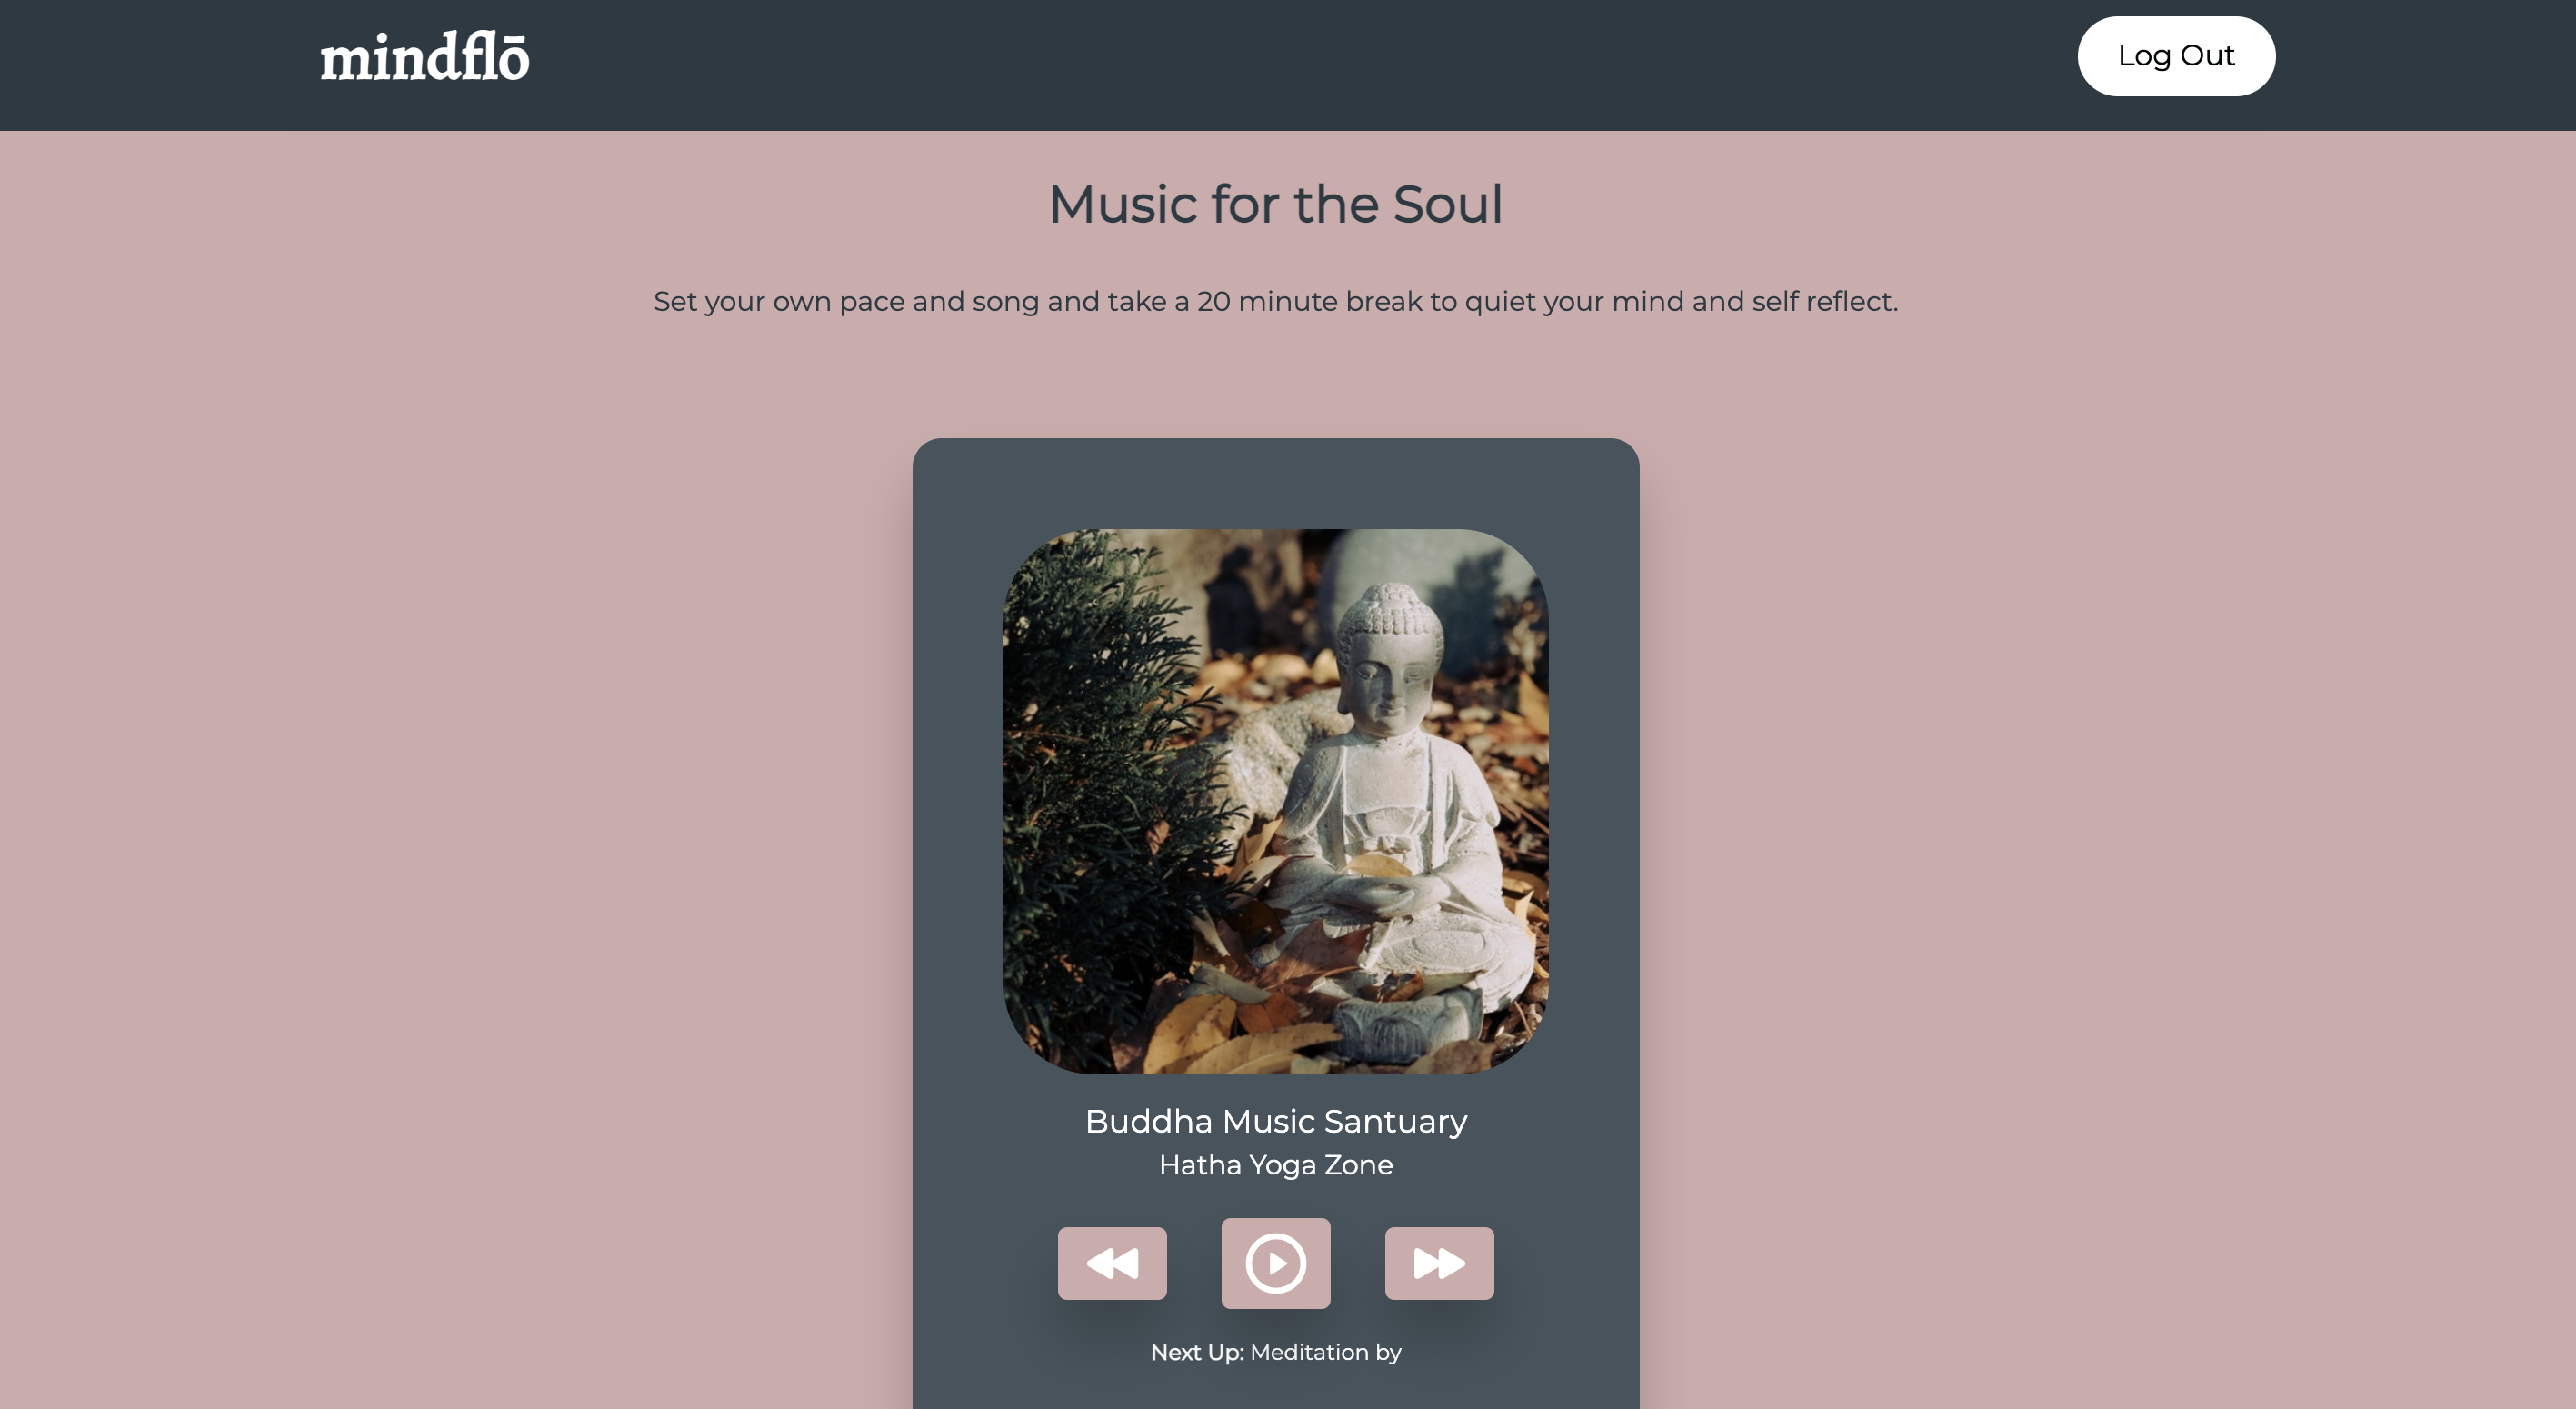 mindflō
Log Out
Music for the Soul
Set your own pace and song and take a 20 minute break to quiet your mind and self reflect.
Buddha Music Santuary
Hatha Yoga Zone
Next Up: Meditation by